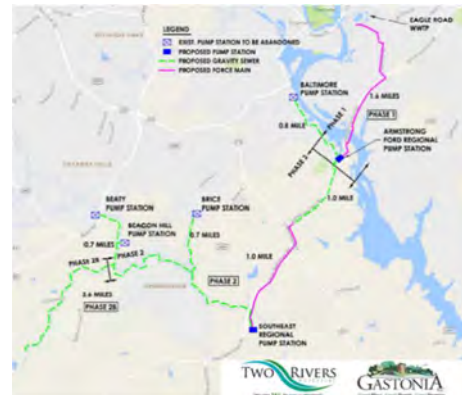 LEGEND
EXIST. PUMP STATION TO BE ABANDONED
PROPOSED PUMP STATION
PROPOSED GRAVITY SEWER
PROPOSED FORCE MAIN
EAGLE ROAD
WWTP
BALTIMORE
PUMP STATION
1.6 MILES
PHASE 1
0.8 MILE
PHASE 1
PHASE 2
ARMSTRONG
FORD REGIONAL
PUMP STATION
1.0 MILE
BEATY
PUMP STATION
BRICE
PUMP STATION
BEACON HILL
PUMP STATION
0.7 MILES
0.7 MILES
PHASE 2B
PHASE 2
1.0 MILE
PHASE 2
3.6 MILES
PHASE 2B
SOUTHEAST
REGIONAL
PUMP STATION
TWO RIVERS
GASTONIA